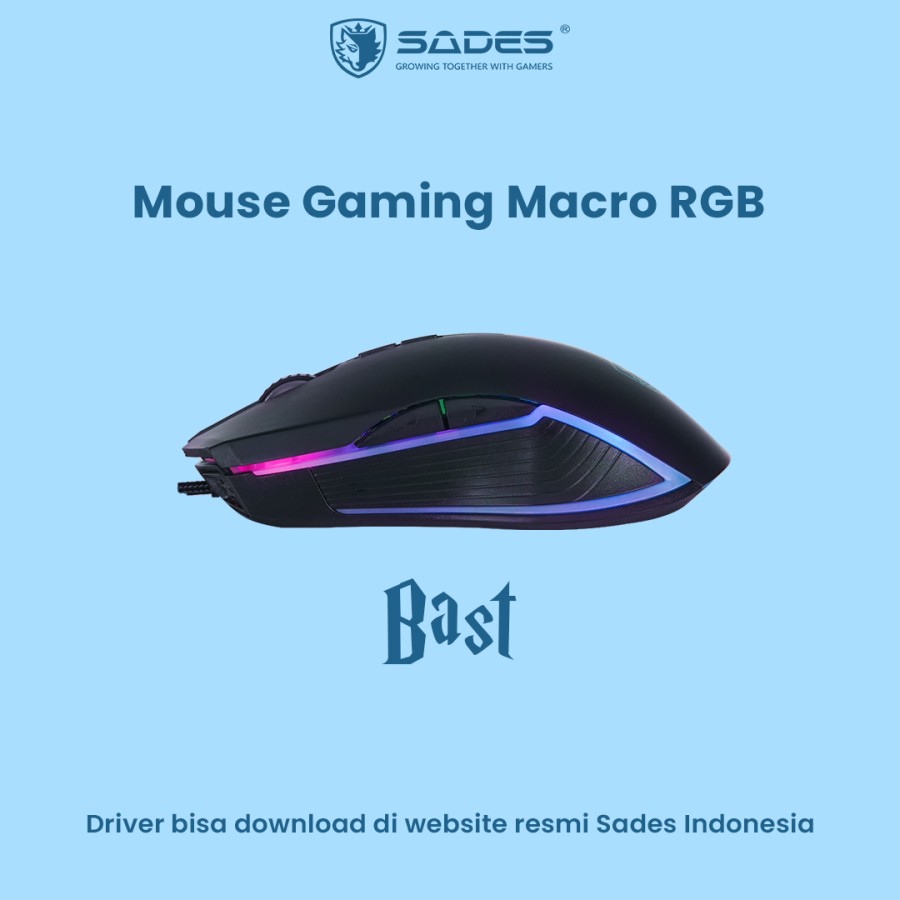 SADES®
GROWING TOGETHER WITH GAMERS
Mouse Gaming Macro RGB
Bast
Driver bisa download di website resmi Sades Indonesia